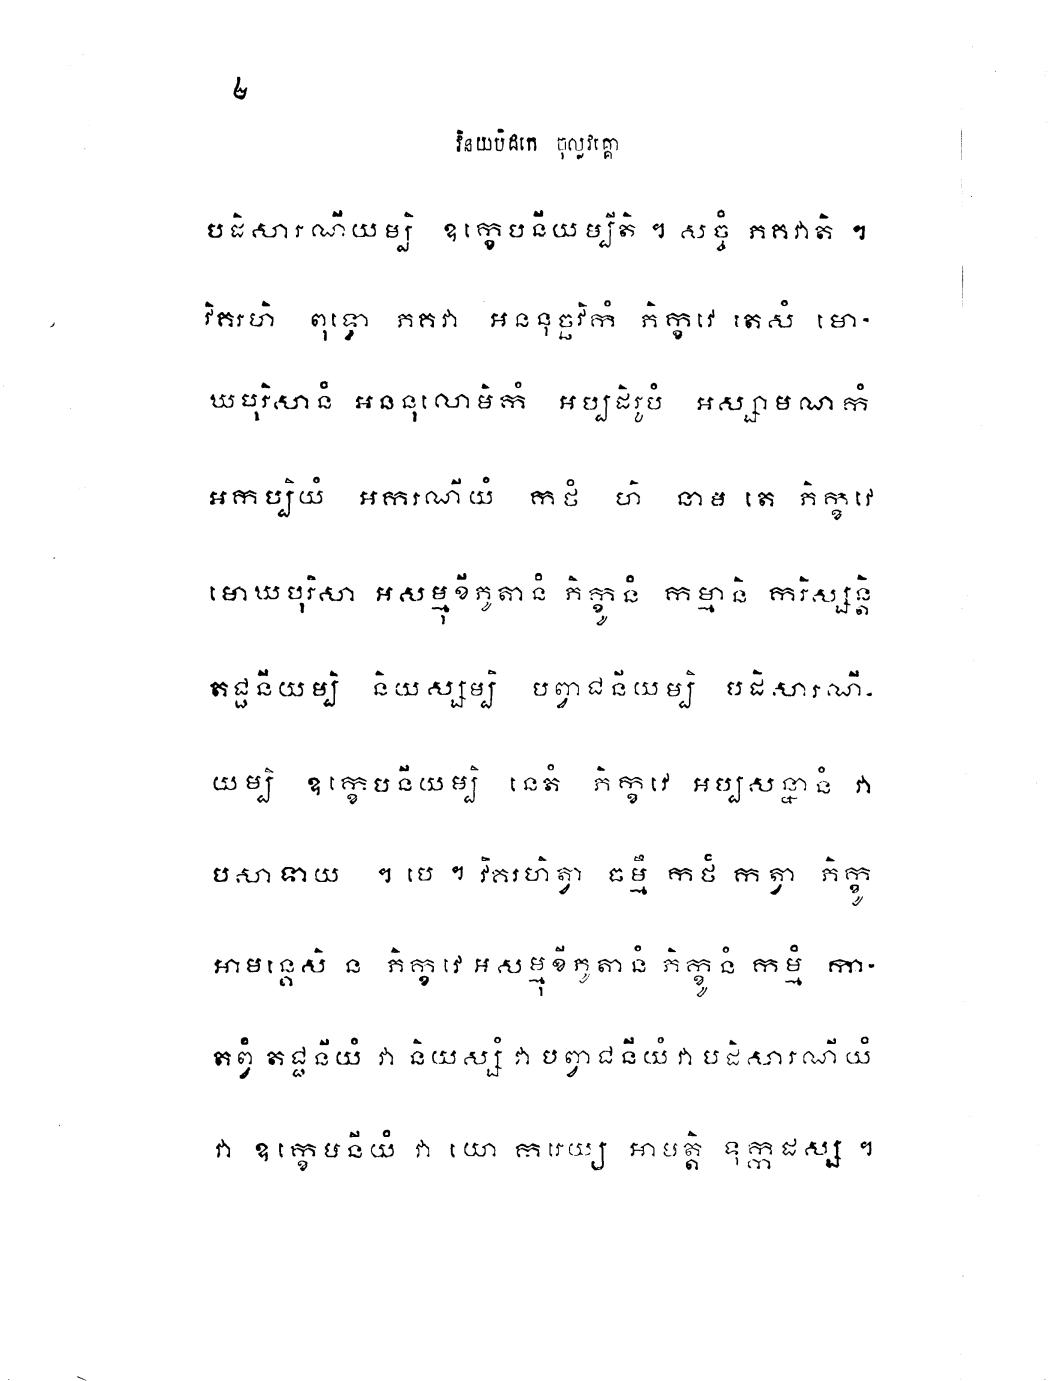 ៤
វិនយបិដកេ ចុល្លវគ្គោ
បដិសារណីយម្បិ ឧក្ខេបនីយម្បីតិ ។ សច្ចំ ភគវាតិ ។
វិគរហិ ពុទ្ធោ ភគវា អននុច្ឆវិកំ ភិក្ខវេ តេសំ មោ-
ឃបុរិសានំ អននុលោមិកំ អប្បដិរូបំ អស្សាមណកំ
អកប្បិយំ អករណីយំ កថំ ហិ នាម តេ ភិក្ខវេ
មោឃបុរិសា អសម្មុខីភូតានំ ភិក្ខូនំ កម្មានិ ករិស្សន្តិ
តជ្ជនីយម្បិ និយស្សម្បិ បញ្វាជនីយម្បិ បដិសារណី-
យម្បិ ឧក្ខេបនីយម្បិ នេតំ ភិក្ខវេ អប្បសន្នានំ វា
បសាទាយ ។ បេ ។ វិគរហិត្វា ធម្មឹ កថំ កត្វា ភិក្ខូ
អាមន្តេសិ ន ភិក្ខវេ អសម្មុខីភូតានំ ភិក្ខូនំ កម្មំ កា-
តព្វំ តជ្ជនីយំ វា និយស្សំ វា បព្វាជនីយំ វា បដិសារណីយំ
វា ឧក្ខេបនីយំ វា យោ ករេយ្យ អាបត្តិ ទុក្កដស្ស ។